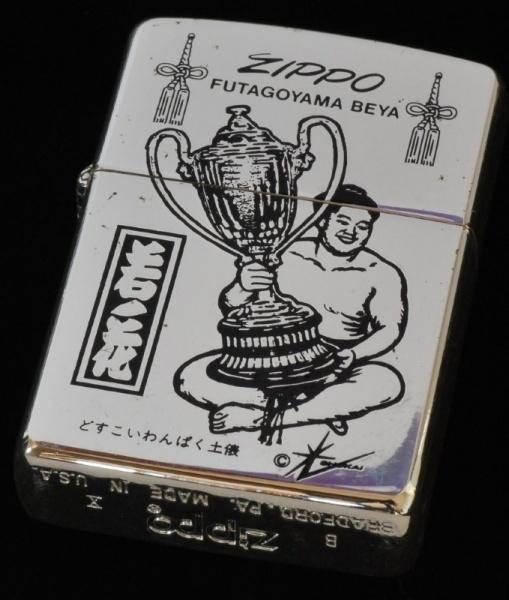 ZIPPO
FUTAGOYAMA BEYA
若ノ花
どすこいわんぱく土俵
©
BRADFORD, PA. MADE IN U.S.A.
B Zippo ® X